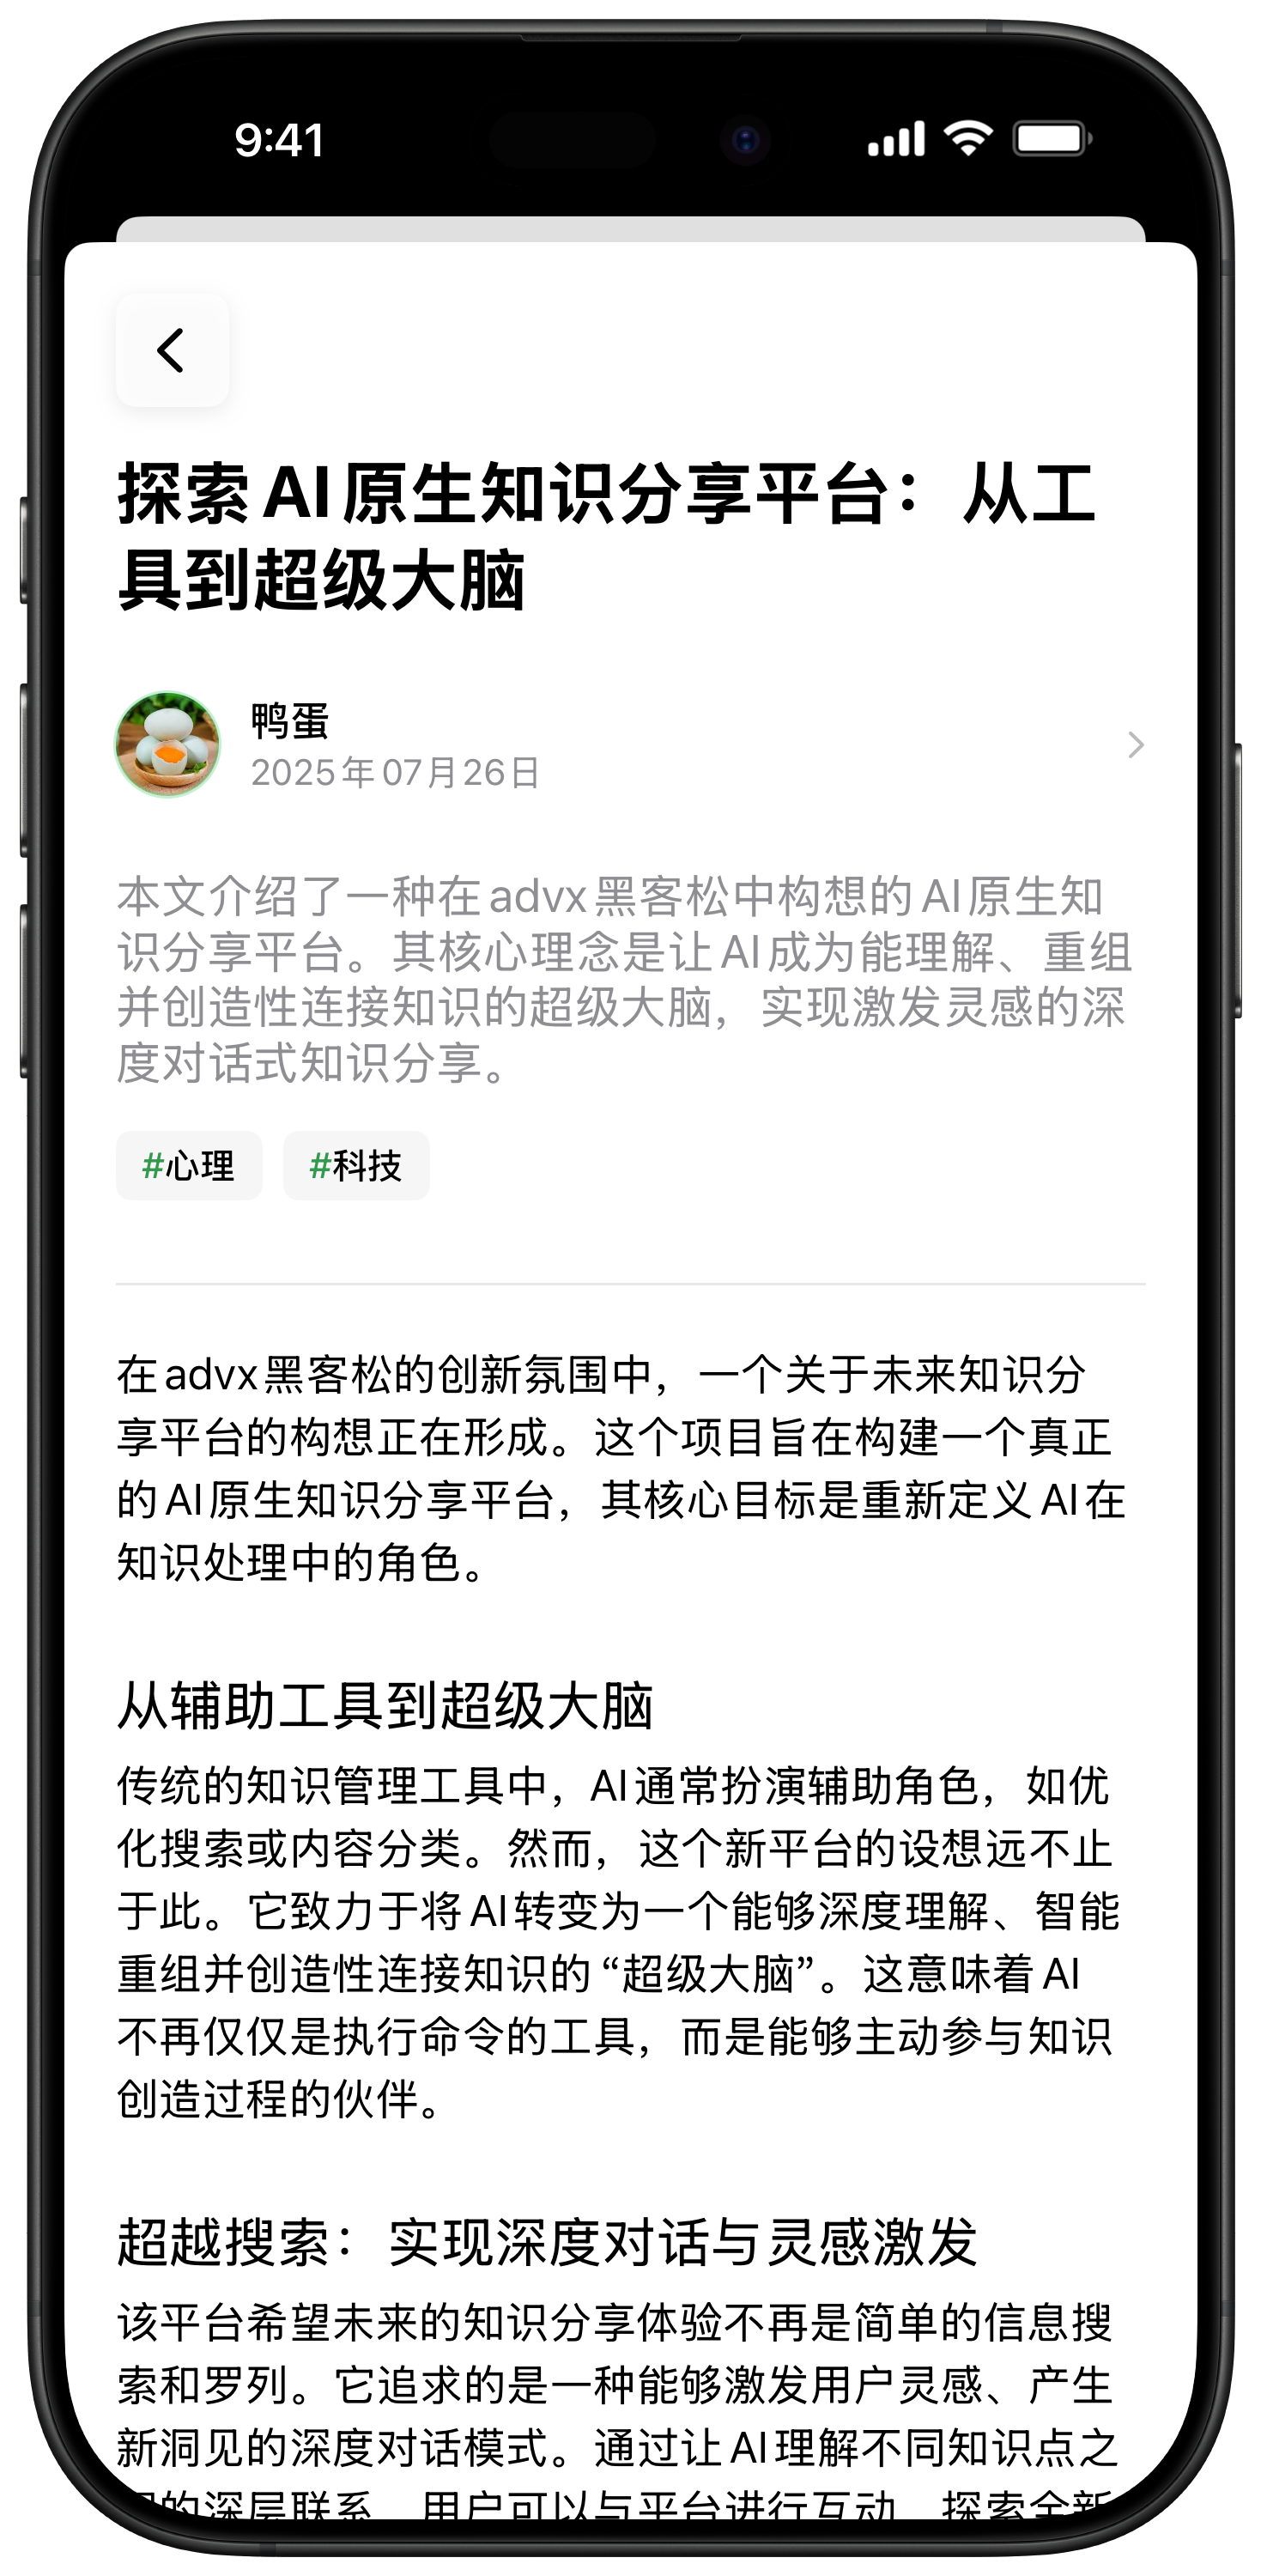 9:41
探索 AI 原生知识分享平台：从工
具到超级大脑
鸭蛋
2025年07月26日
本文介绍了一种在 advx 黑客松中构想的 AI 原生知
识分享平台。其核心理念是让 AI 成为能理解、重组
并创造性连接知识的超级大脑，实现激发灵感的深
度对话式知识分享。
#心理 #科技
在 advx 黑客松的创新氛围中，一个关于未来知识分
享平台的构想正在形成。这个项目旨在构建一个真正
的 AI 原生知识分享平台，其核心目标是重新定义 AI 在
知识处理中的角色。
从辅助工具到超级大脑
传统的知识管理工具中，AI 通常扮演辅助角色，如优
化搜索或内容分类。然而，这个新平台的设想远不止
于此。它致力于将 AI 转变为一个能够深度理解、智能
重组并创造性连接知识的 “超级大脑”。这意味着 AI
不再仅仅是执行命令的工具，而是能够主动参与知识
创造过程的伙伴。
超越搜索：实现深度对话与灵感激发
该平台希望未来的知识分享体验不再是简单的信息搜
索和罗列。它追求的是一种能够激发用户灵感、产生
新洞见的深度对话模式。通过让 AI 理解不同知识点之
的深层联系，用户可以与平台进行互动，探索全新